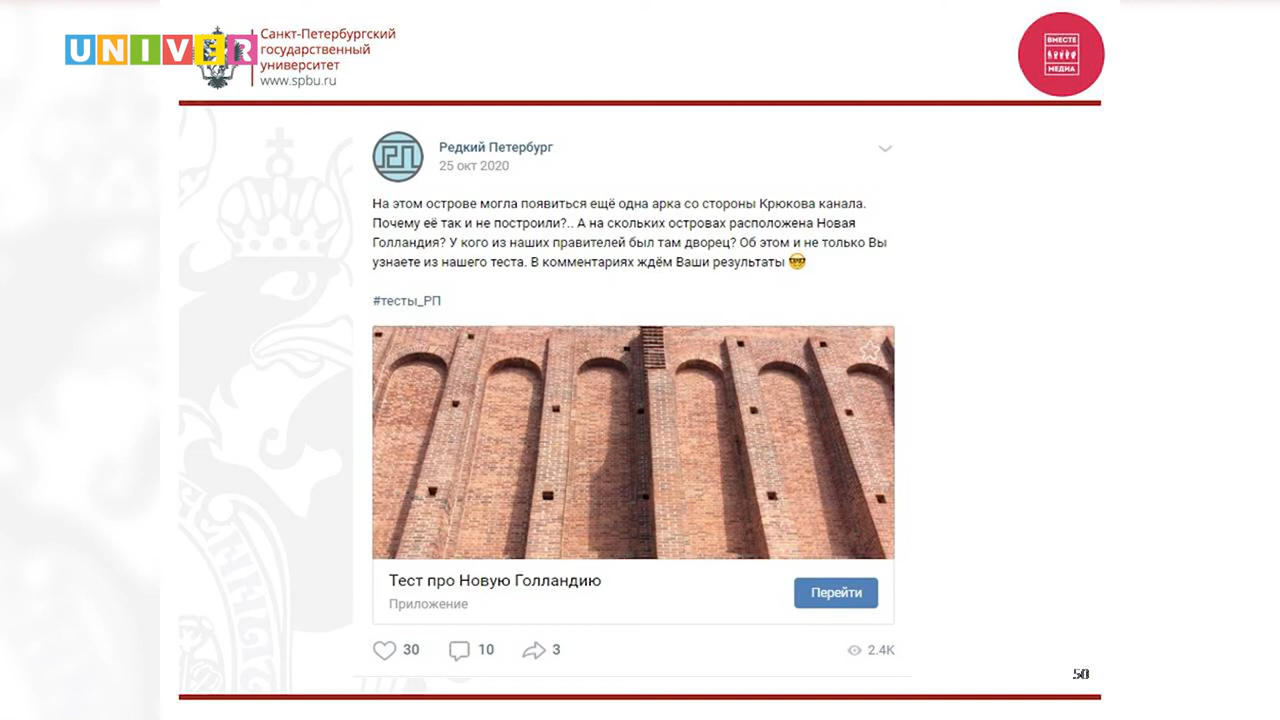 UNIVER
Санкт-Петербургский
государственный
университет
www.spbu.ru
ВМЕСТЕ
МЕДИА
Редкий Петербург
25 окт 2020
На этом острове могла появиться ещё одна арка со стороны Крюкова канала.
Почему её так и не построили?.. А на скольких островах расположена Новая
Голландия? У кого из наших правителей был там дворец? Об этом и не только Вы
узнаете из нашего теста. В комментариях ждём Ваши результаты 🤓
#тесты_РП
Тест про Новую Голландию
Приложение
Перейти
30 10 3 2.4K